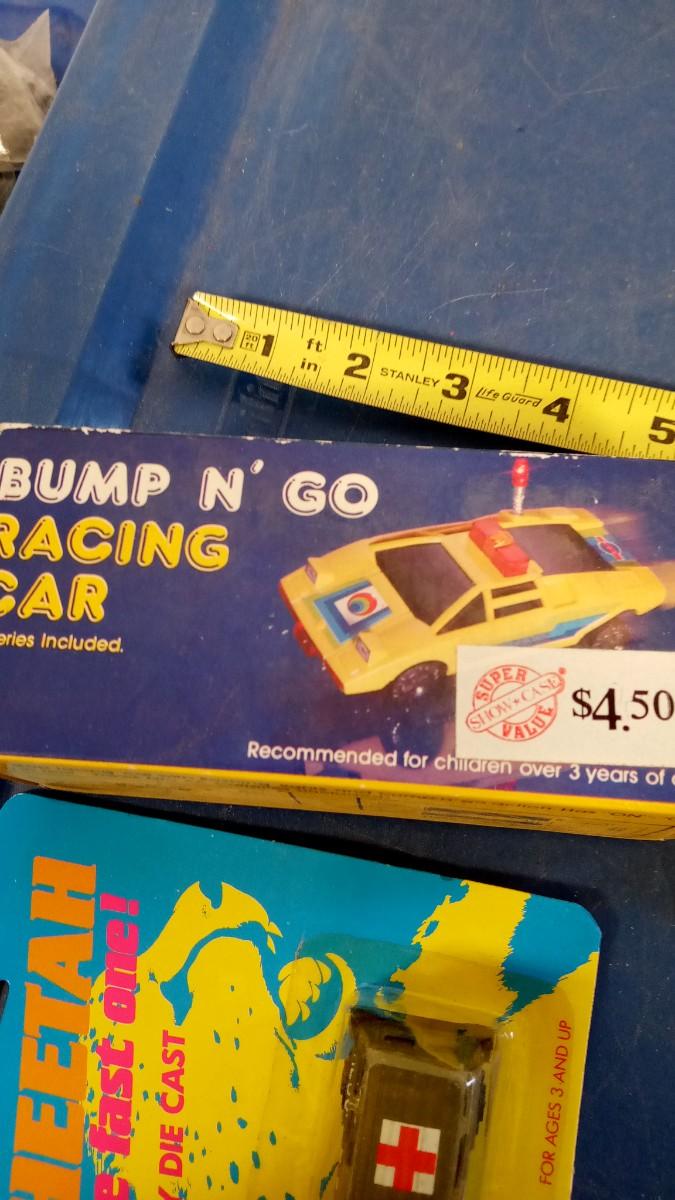 20 ft 1 ft in 2 STANLEY 3 Life Guard 4 5
BUMP N' GO
RACING
CAR
eries Included.
SUPER
SHOW★CASE
VALUE
$4.50
Recommended for children over 3 years of
HEETAH
e fast one!
Y DIE CAST
FOR AGES 3 AND UP